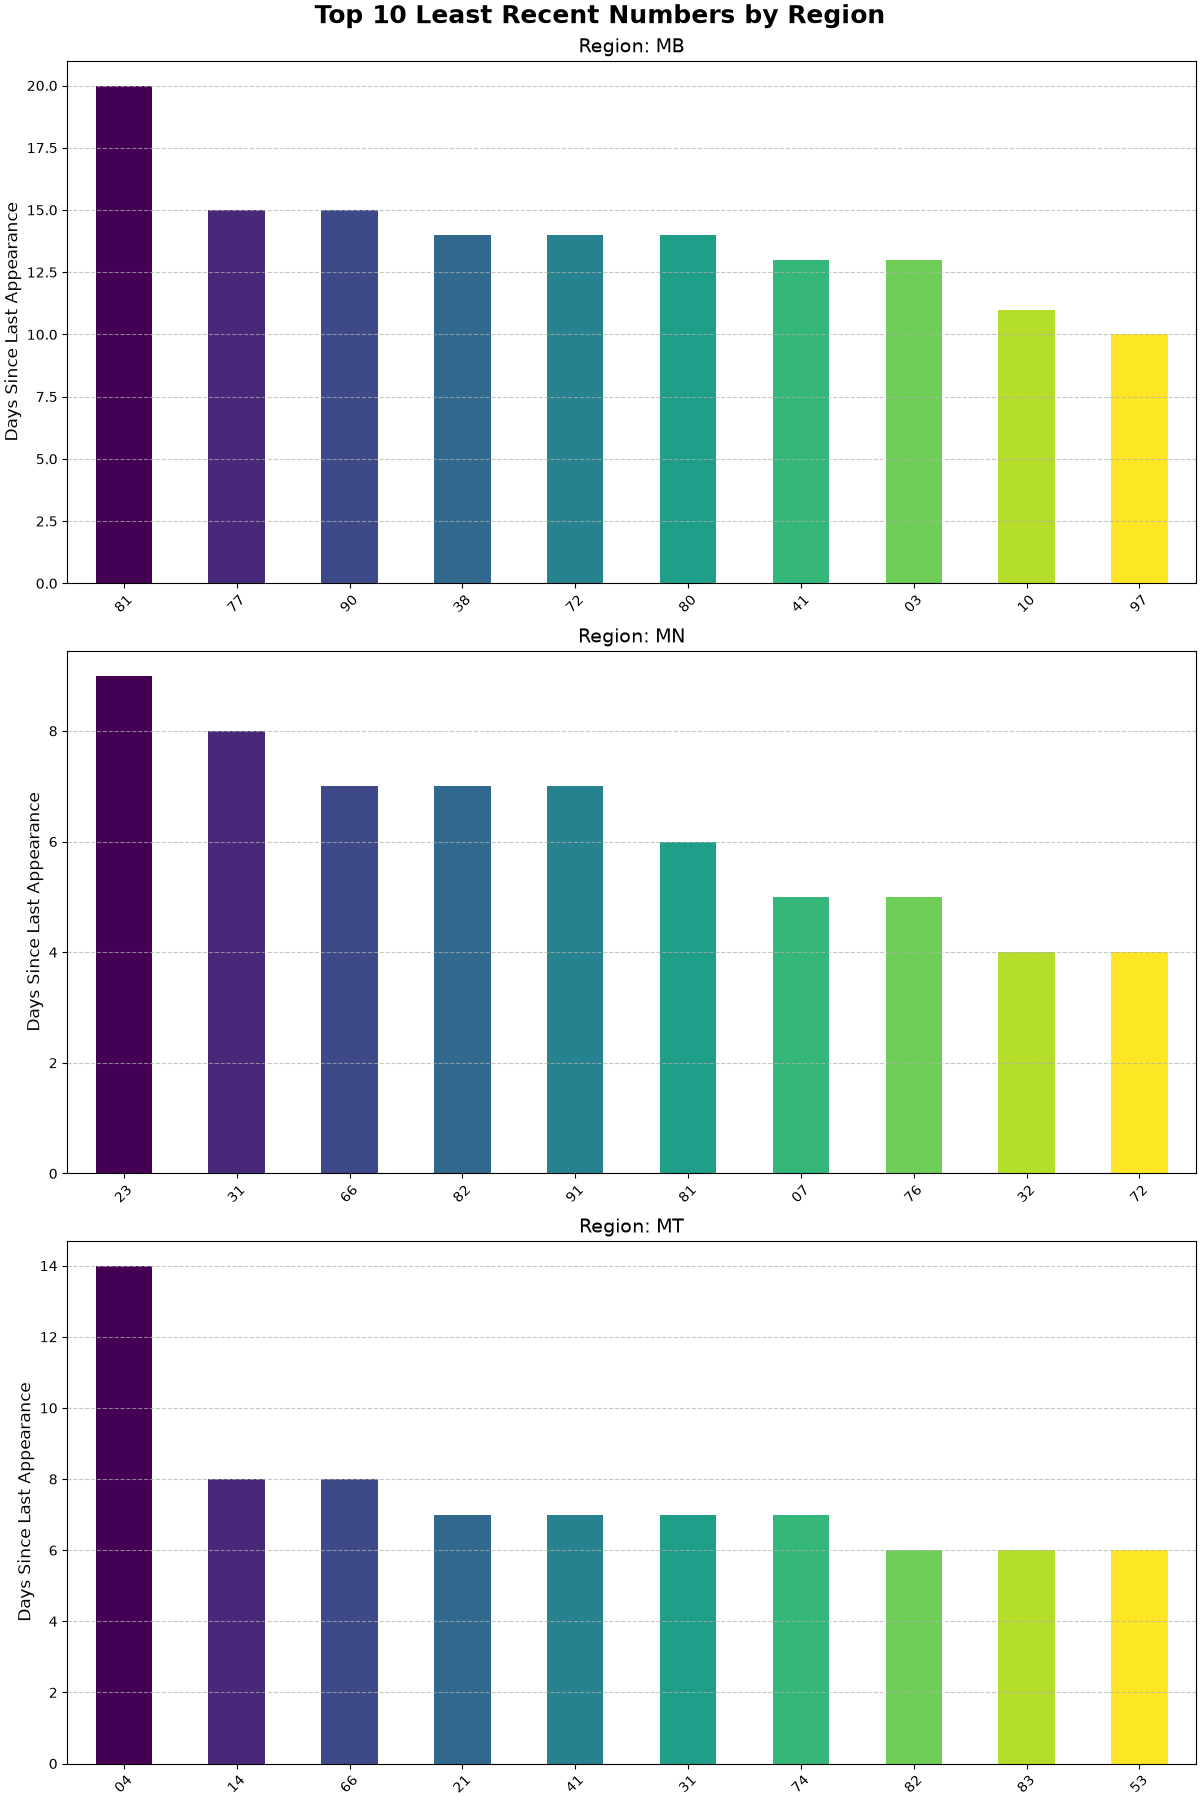 Top 10 Least Recent Numbers by Region
Region: MB
Days Since Last Appearance
20.0
17.5
15.0
12.5
10.0
7.5
5.0
2.5
0.0
81 77 90 38 72 80 41 03 10 97
Region: MN
Days Since Last Appearance
8
6
4
2
0
23 31 66 82 91 81 07 76 32 72
Region: MT
Days Since Last Appearance
14
12
10
8
6
4
2
0
04 14 66 21 41 31 74 82 83 53